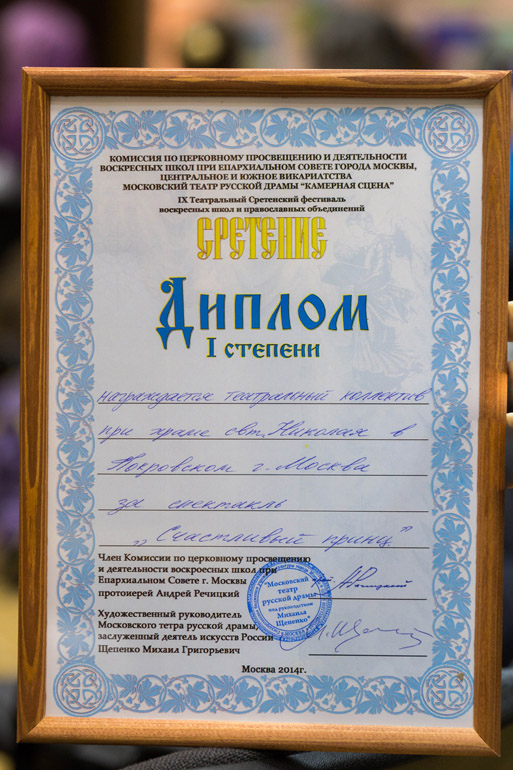 КОМИССИЯ ПО ЦЕРКОВНОМУ ПРОСВЕЩЕНИЮ И ДЕЯТЕЛЬНОСТИ
ВОСКРЕСНЫХ ШКОЛ ПРИ ЕПАРХИАЛЬНОМ СОВЕТЕ ГОРОДА МОСКВЫ,
ЦЕНТРАЛЬНОЕ И ЮЖНОЕ ВИКАРИАТСТВА
МОСКОВСКИЙ ТЕАТР РУССКОЙ ДРАМЫ "КАМЕРНАЯ СЦЕНА"
IX Театральный Сретенский фестиваль
воскресных школ и православных объединений
СРЕТЕНИЕ
Диплом
I степени
награждается театральный коллектив
при храме свт. Николая в
Покровском г. Москва
за спектакль
„Счастливый принц"
Член Комиссии по церковному просвещению
и деятельности воскресных школ при
Епархиальном Совете г. Москвы
протоиерей Андрей Речицкий
"Московский
театр
русской драмы
под руководством
Михаила
Щепенко"
Художественный руководитель
Московского тетра русской драмы,
заслуженный деятель искусств России
Щепенко Михаил Григорьевич
Москва 2014г.